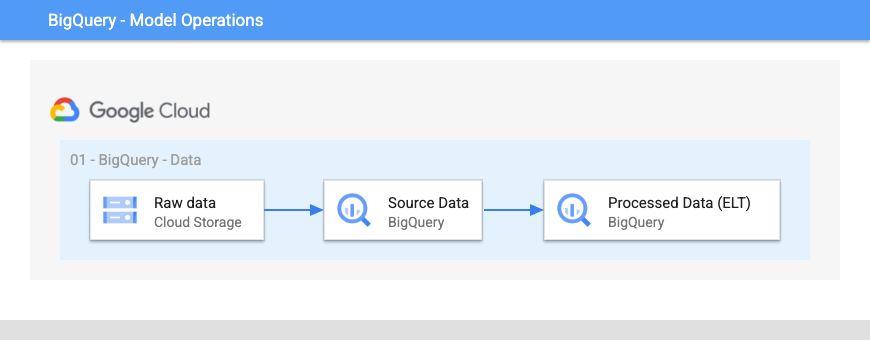 BigQuery - Model Operations
Google Cloud
01 - BigQuery - Data
Raw data
Cloud Storage
Source Data
BigQuery
Processed Data (ELT)
BigQuery